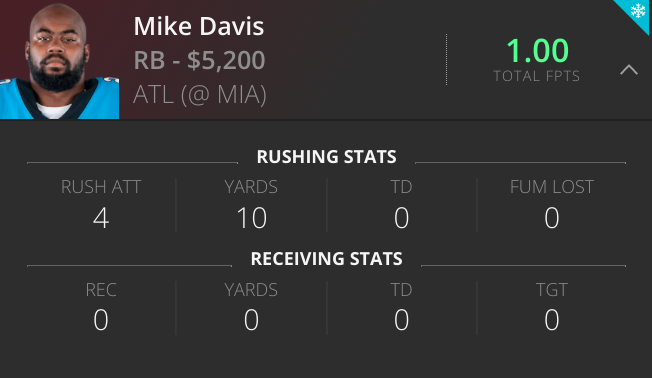 Mike Davis
RB - $5,200
ATL (@ MIA)
1.00
TOTAL FPTS
RUSHING STATS
RUSH ATT YARDS TD FUM LOST
4 10 0 0
RECEIVING STATS
REC YARDS TD TGT
0 0 0 0